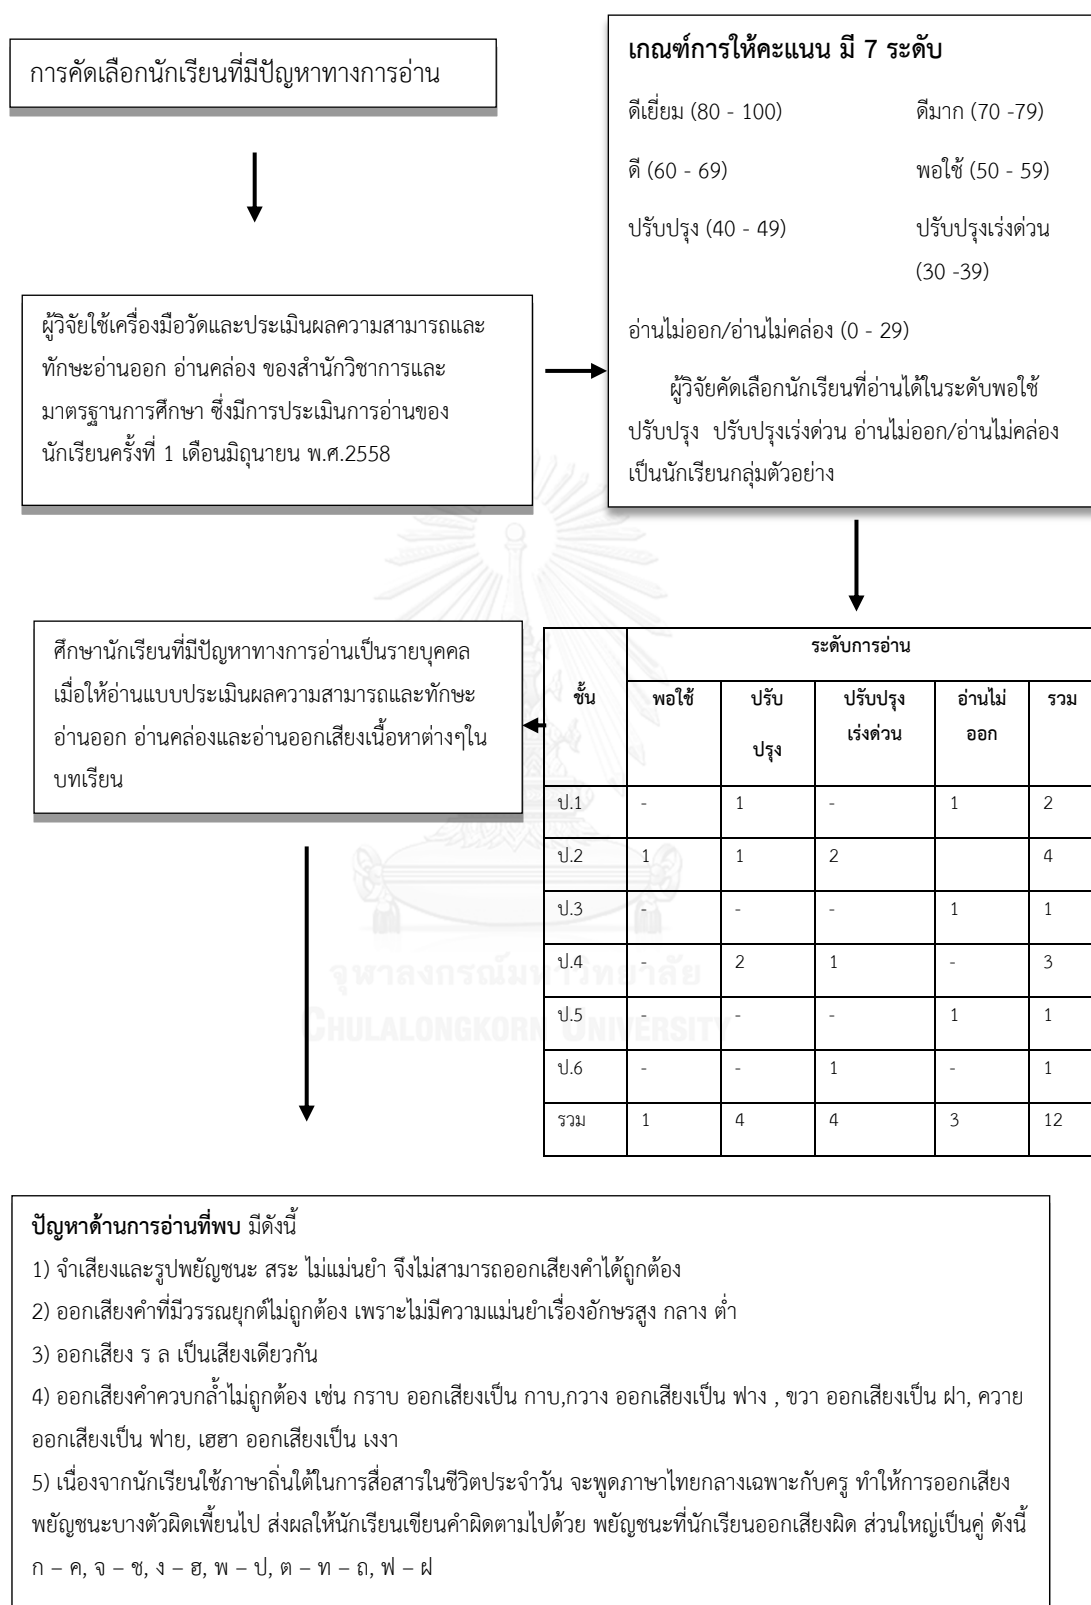 การคัดเลือกนักเรียนที่มีปัญหาทางการอ่าน
เกณฑ์การให้คะแนน มี 7 ระดับ
ดีเยี่ยม (80 - 100) ดีมาก (70 -79)
ดี (60 - 69) พอใช้ (50 - 59)
ปรับปรุง (40 - 49) ปรับปรุงเร่งด่วน
(30 -39)
อ่านไม่ออก/อ่านไม่คล่อง (0 - 29)
ผู้วิจัยคัดเลือกนักเรียนที่อ่านได้ในระดับพอใช้
ปรับปรุง ปรับปรุงเร่งด่วน อ่านไม่ออก/อ่านไม่คล่อง
เป็นนักเรียนกลุ่มตัวอย่าง
ผู้วิจัยใช้เครื่องมือวัดและประเมินผลความสามารถและ
ทักษะอ่านออก อ่านคล่อง ของสำนักวิชาการและ
มาตรฐานการศึกษา ซึ่งมีการประเมินการอ่านของ
นักเรียนครั้งที่ 1 เดือนมิถุนายน พ.ศ.2558
ศึกษานักเรียนที่มีปัญหาทางการอ่านเป็นรายบุคคล
เมื่อให้อ่านแบบประเมินผลความสามารถและทักษะ
อ่านออก อ่านคล่องและอ่านออกเสียงเนื้อหาต่างๆใน
บทเรียน
ระดับการอ่าน
ชั้น พอใช้ ปรับ ปรับปรุง อ่านไม่ รวม
ปรุง เร่งด่วน ออก
ป.1 - 1 - 1 2
ป.2 1 1 2 4
ป.3 - - - 1 1
ป.4 - 2 1 - 3
ป.5 - - - 1 1
ป.6 - - 1 - 1
รวม 1 4 4 3 12
จุฬาลงกรณ์มหาวิทยาลัย
CHULALONGKORN UNIVERSITY
ปัญหาด้านการอ่านที่พบ มีดังนี้
1) จำเสียงและรูปพยัญชนะ สระ ไม่แม่นยำ จึงไม่สามารถออกเสียงคำได้ถูกต้อง
2) ออกเสียงคำที่มีวรรณยุกต์ไม่ถูกต้อง เพราะไม่มีความแม่นยำเรื่องอักษรสูง กลาง ต่ำ
3) ออกเสียง ร ล เป็นเสียงเดียวกัน
4) ออกเสียงคำควบกล้ำไม่ถูกต้อง เช่น กราบ ออกเสียงเป็น กาบ,กวาง ออกเสียงเป็น ฟาง , ขวา ออกเสียงเป็น ฝา, ควาย
ออกเสียงเป็น ฟาย, เฮฮา ออกเสียงเป็น เงงา
5) เนื่องจากนักเรียนใช้ภาษาถิ่นใต้ในการสื่อสารในชีวิตประจำวัน จะพูดภาษาไทยกลางเฉพาะกับครู ทำให้การออกเสียง
พยัญชนะบางตัวผิดเพี้ยนไป ส่งผลให้นักเรียนเขียนคำผิดตามไปด้วย พยัญชนะที่นักเรียนออกเสียงผิด ส่วนใหญ่เป็นคู่ ดังนี้
ก – ค, จ – ช, ง – ฮ, พ – ป, ต – ท – ถ, ฟ – ฝ